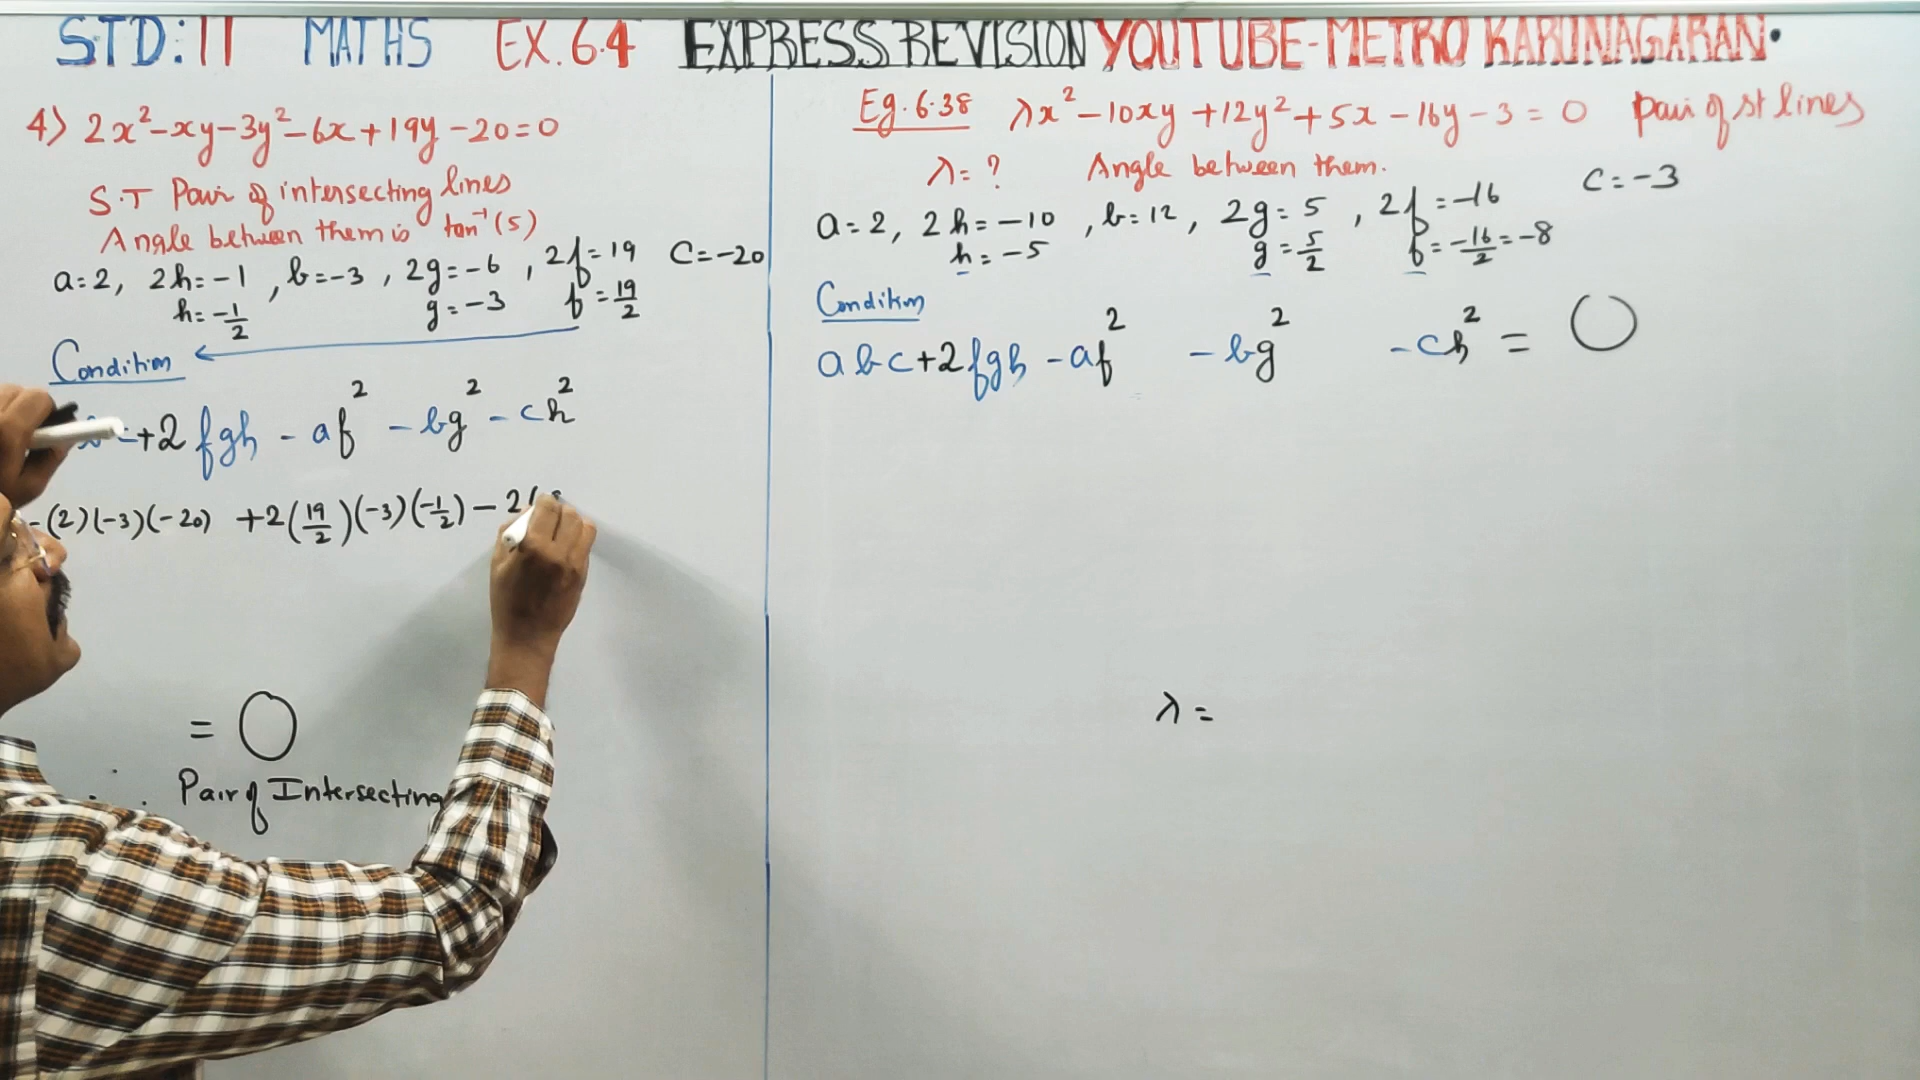 STD: 11 MATHS EX. 6.4 EXPRESS REVISION YOUTUBE-METRO KARUNAGARAN.
4) 2x²-xy-3y²-6x+19y-20=0
S.T Pair of intersecting lines
Angle between them is tan⁻¹(5)
a=2, 2h=-1, b=-3, 2g=-6, 2f=19 C=-20
h=-1/2 g=-3 f=19/2
Condition
+2fgh-af²-bg²-ch²
(2)(-3)(-20) +2(19/2)(-3)(-1/2)-2(
=0
∴ Pair of Intersecting
Eg. 6.38 λx²-10xy+12y²+5x-16y-3=0 Pair of st lines
λ=? Angle between them.
a=2, 2h=-10, b=12, 2g=5, 2f=-16 C=-3
h=-5 g=5/2 f=-16/2=-8
Condition
abc+2fgh-af² -bg² -ch²=0
λ=